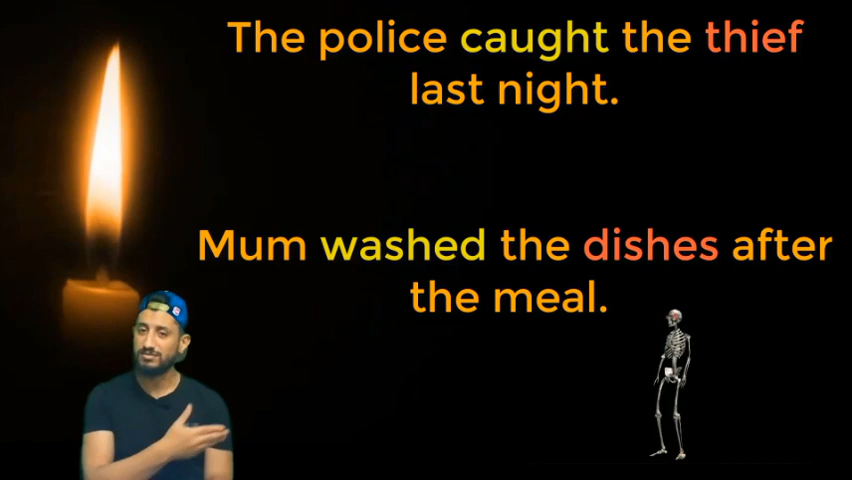 The police caught the thief
last night.
Mum washed the dishes after
the meal.